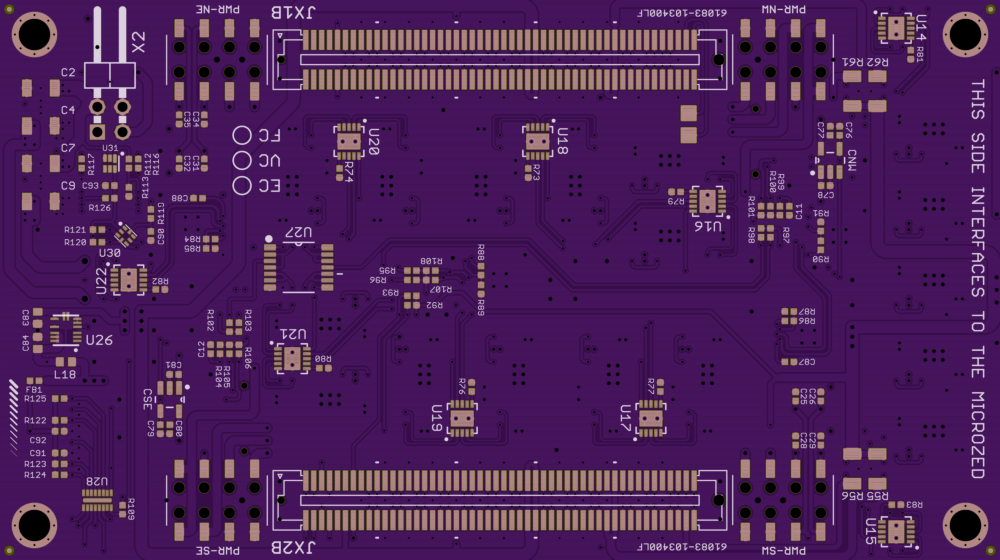 PWR-NE
JX1B
61083-103400LF
PWR-NW
U14
R81
X2
C2
C4
C7
C9
R61
R62
C35
C34
C32
C31
FC
VC
EC
U20
R74
U18
R73
C77
C76
CNW
C78
U31
R117
R112
R116
C93
R113
R126
C88
R119
C90
R121
R120
U30
U22
R82
R84
R85
U27
R79
U16
R101
R100
R99
C11
R98
R97
R91
R90
R88
R95
R96
R108
R107
R93
R92
R89
R87
R86
C87
C83
C84
U26
L18
FB1
R102
R103
C12
R104
R105
R106
U21
R80
C81
CSE
C79
C80
R125
R122
C92
C91
R123
R124
U28
R109
R76
U19
R77
U17
C25
C26
C28
C29
R56
R55
R83
U15
PWR-SE
JX2B
61083-103400LF
PWR-SW
THIS SIDE INTERFACES TO THE MICROZED